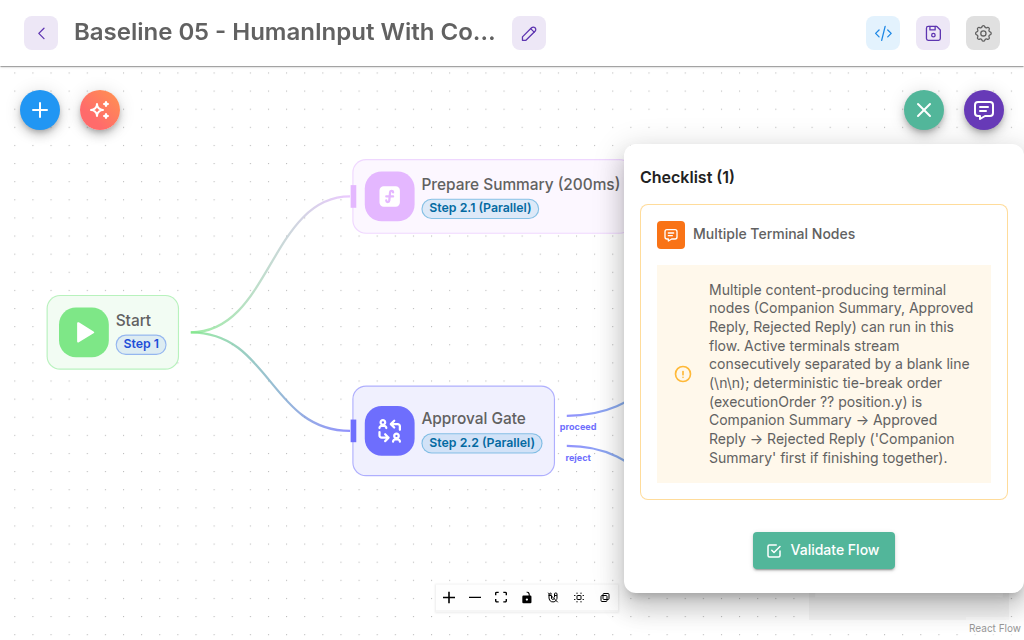 Baseline 05 - HumanInput With Co...
Prepare Summary (200ms)
Step 2.1 (Parallel)
Start
Step 1
Approval Gate
Step 2.2 (Parallel)
proceed
reject
Checklist (1)
Multiple Terminal Nodes
Multiple content-producing terminal
nodes (Companion Summary, Approved
Reply, Rejected Reply) can run in this
flow. Active terminals stream
consecutively separated by a blank line
(\n\n); deterministic tie-break order
(executionOrder ?? position.y) is
Companion Summary → Approved
Reply → Rejected Reply ('Companion
Summary' first if finishing together).
Validate Flow
React Flow